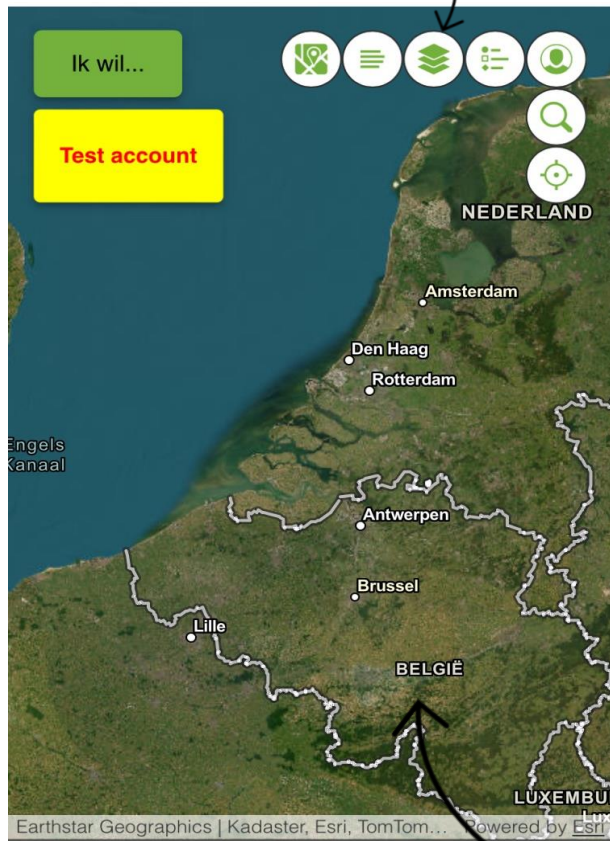 Ik wil...
Test account
NEDERLAND
Amsterdam
Den Haag
Rotterdam
Engels
Kanaal
Antwerpen
Brussel
Lille
BELGIË
LUXEMBU
Lux
Earthstar Geographics | Kadaster, Esri, TomTom... Powered by Esri